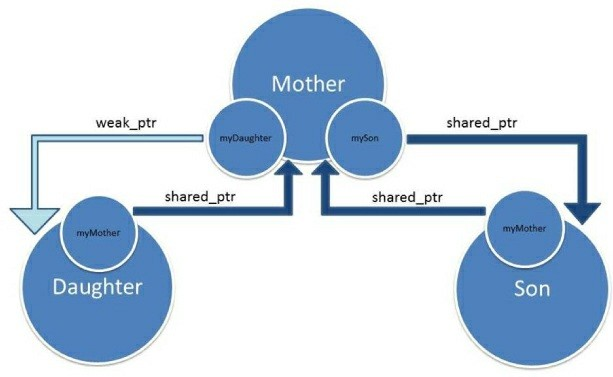 Mother
weak_ptr
myDaughter
mySon
shared_ptr
shared_ptr
shared_ptr
myMother
myMother
Daughter
Son